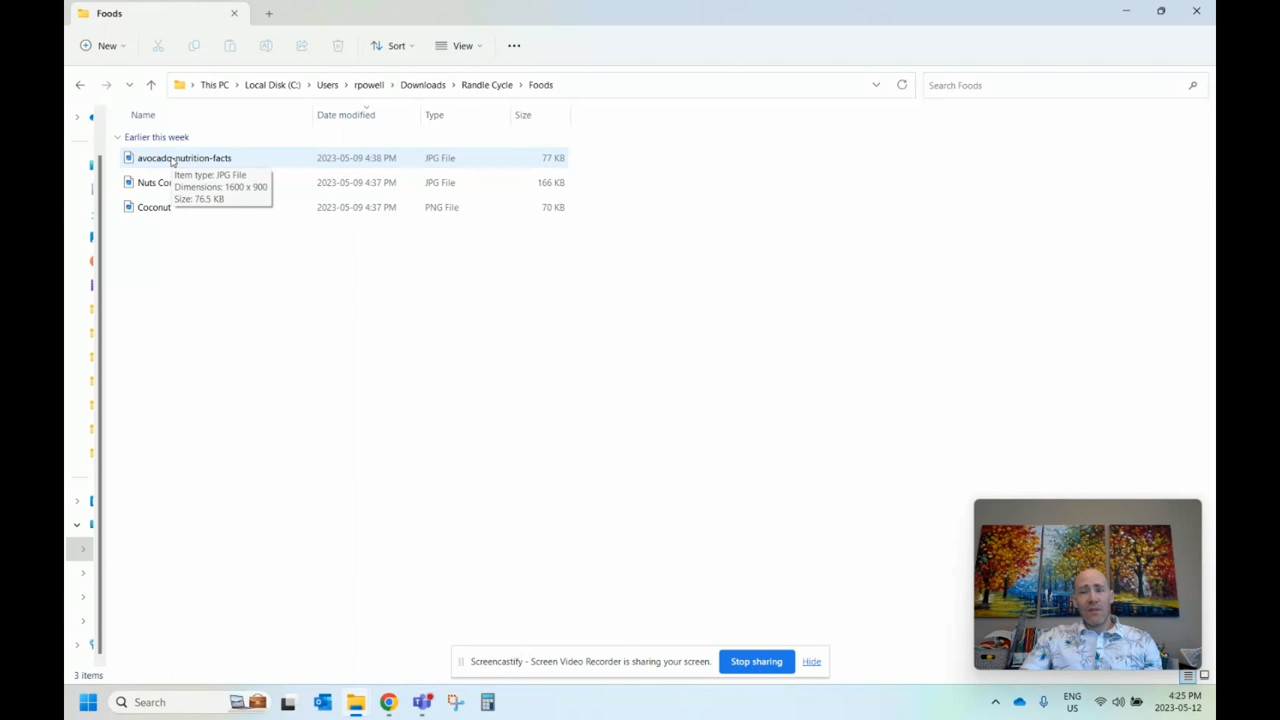 Foods
New
Sort
View
This PC > Local Disk (C:) > Users > rpowell > Downloads > Randle Cycle > Foods
Search Foods
Name
Date modified
Type
Size
Earlier this week
avocado-nutrition-facts 2023-05-09 4:38 PM JPG File 77 KB
Nuts 2023-05-09 4:37 PM JPG File 166 KB
Coconut 2023-05-09 4:37 PM PNG File 70 KB
Item type: JPG File
Dimensions: 1600 x 900
Size: 76.5 KB
Screencastify - Screen Video Recorder is sharing your screen.
Stop sharing
Hide
3 items
Search
ENG
US
4:25 PM
2023-05-12